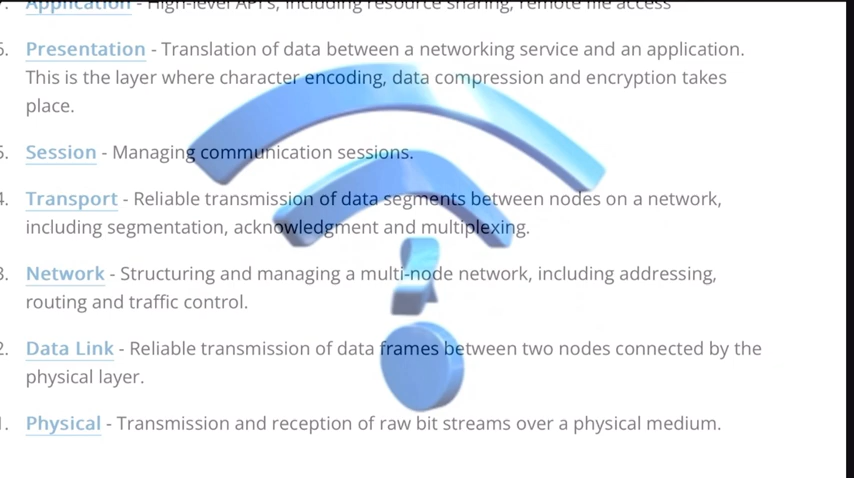 7. Application - High-level APIs, including resource sharing, remote file access
6. Presentation - Translation of data between a networking service and an application.
This is the layer where character encoding, data compression and encryption takes
place.
5. Session - Managing communication sessions.
4. Transport - Reliable transmission of data segments between nodes on a network,
including segmentation, acknowledgment and multiplexing.
3. Network - Structuring and managing a multi-node network, including addressing,
routing and traffic control.
2. Data Link - Reliable transmission of data frames between two nodes connected by the
physical layer.
1. Physical - Transmission and reception of raw bit streams over a physical medium.